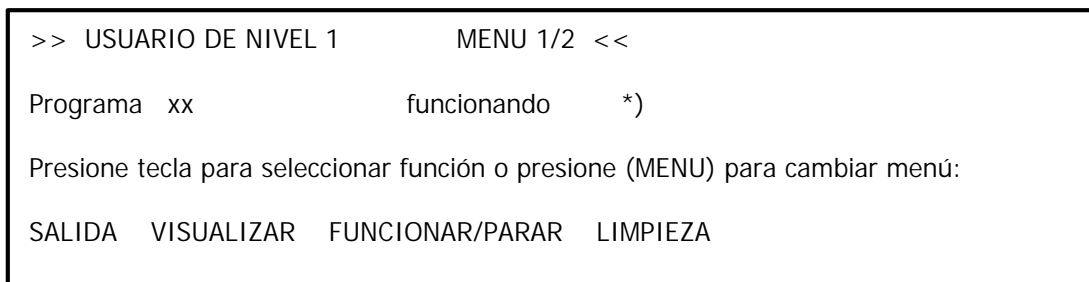 >> USUARIO DE NIVEL 1 MENU 1/2 <<
Programa xx funcionando *)
Presione tecla para seleccionar función o presione (MENU) para cambiar menú:
SALIDA VISUALIZAR FUNCIONAR/PARAR LIMPIEZA